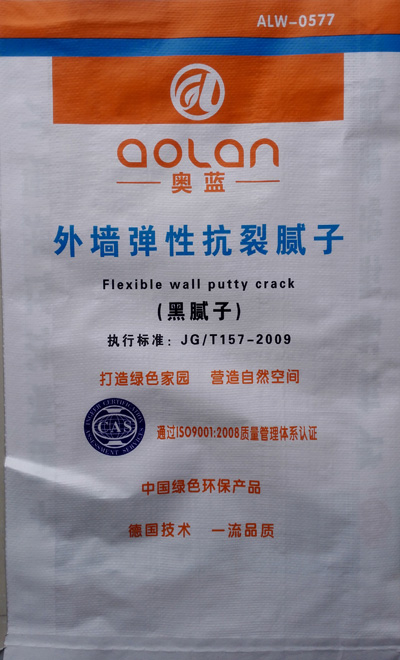 ALW-0577
aoLan
奥蓝
外墙弹性抗裂腻子
Flexible wall putty crack
(黑腻子)
执行标准: JG/T157-2009
打造绿色家园 营造自然空间
CAS
ASSESSMENT SERVICE
通过ISO9001:2008质量管理体系认证
中国绿色环保产品
德国技术 一流品质